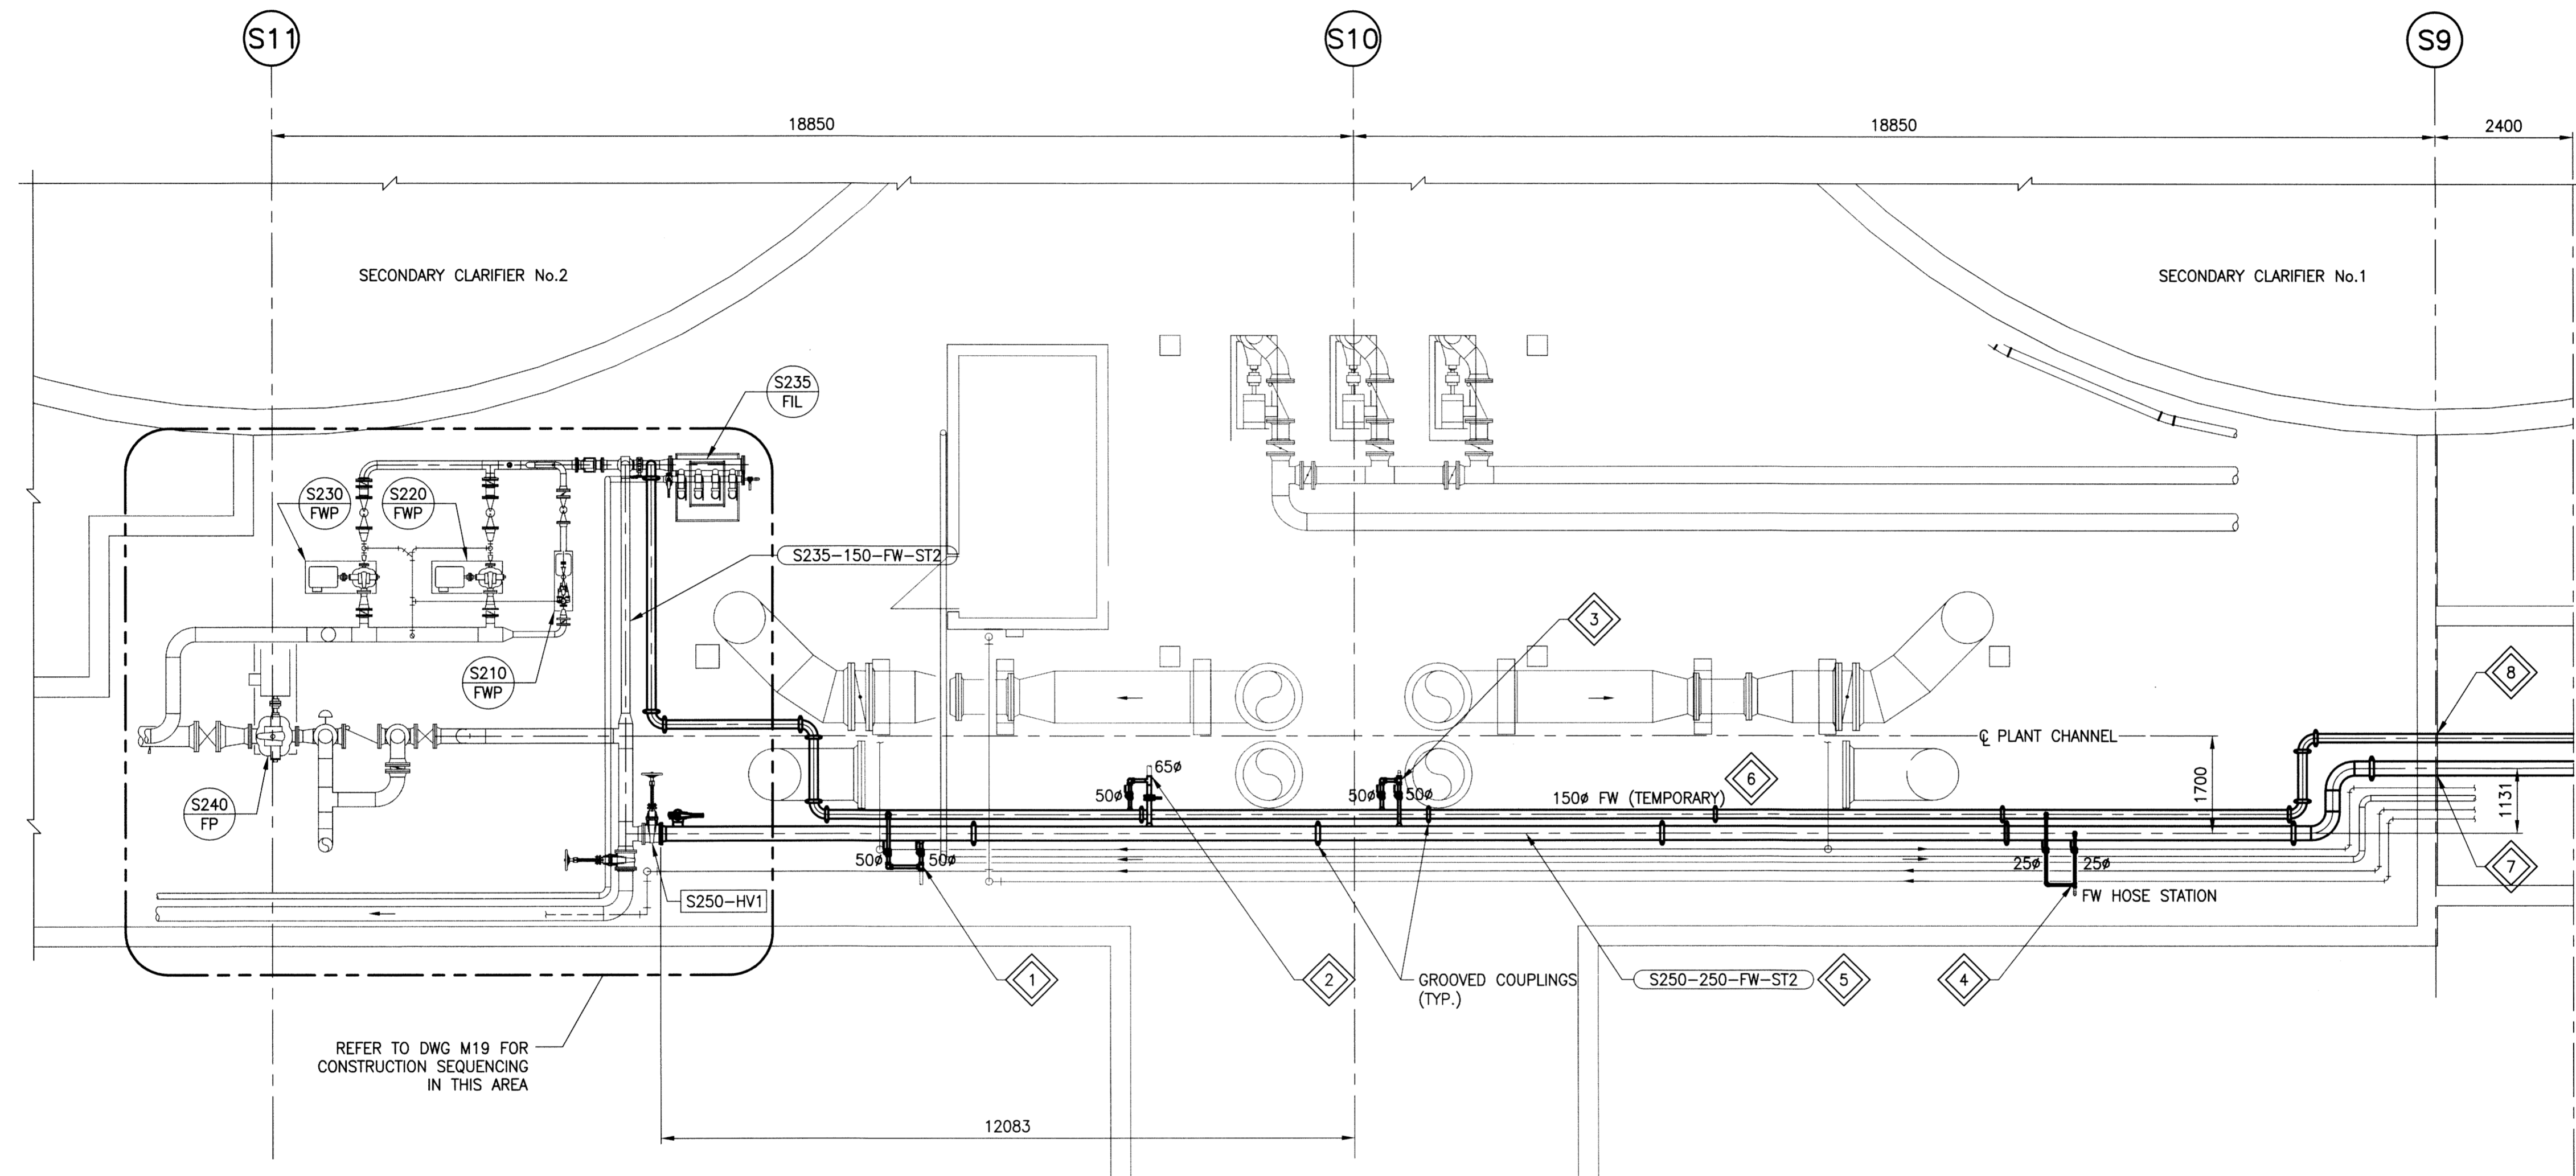 S11
S10
S9
18850
18850
2400
SECONDARY CLARIFIER No.2
SECONDARY CLARIFIER No.1
S235
FIL
S230
FWP
S220
FWP
S235-150-FW-ST2
3
S210
FWP
8
℄ PLANT CHANNEL
65ø
6
1700
1131
S240
FP
50ø
50ø
50ø
150ø FW (TEMPORARY)
50ø
50ø
25ø
25ø
7
S250-HV1
FW HOSE STATION
1
2
GROOVED COUPLINGS
(TYP.)
S250-250-FW-ST2
5
4
REFER TO DWG M19 FOR
CONSTRUCTION SEQUENCING
IN THIS AREA
12083